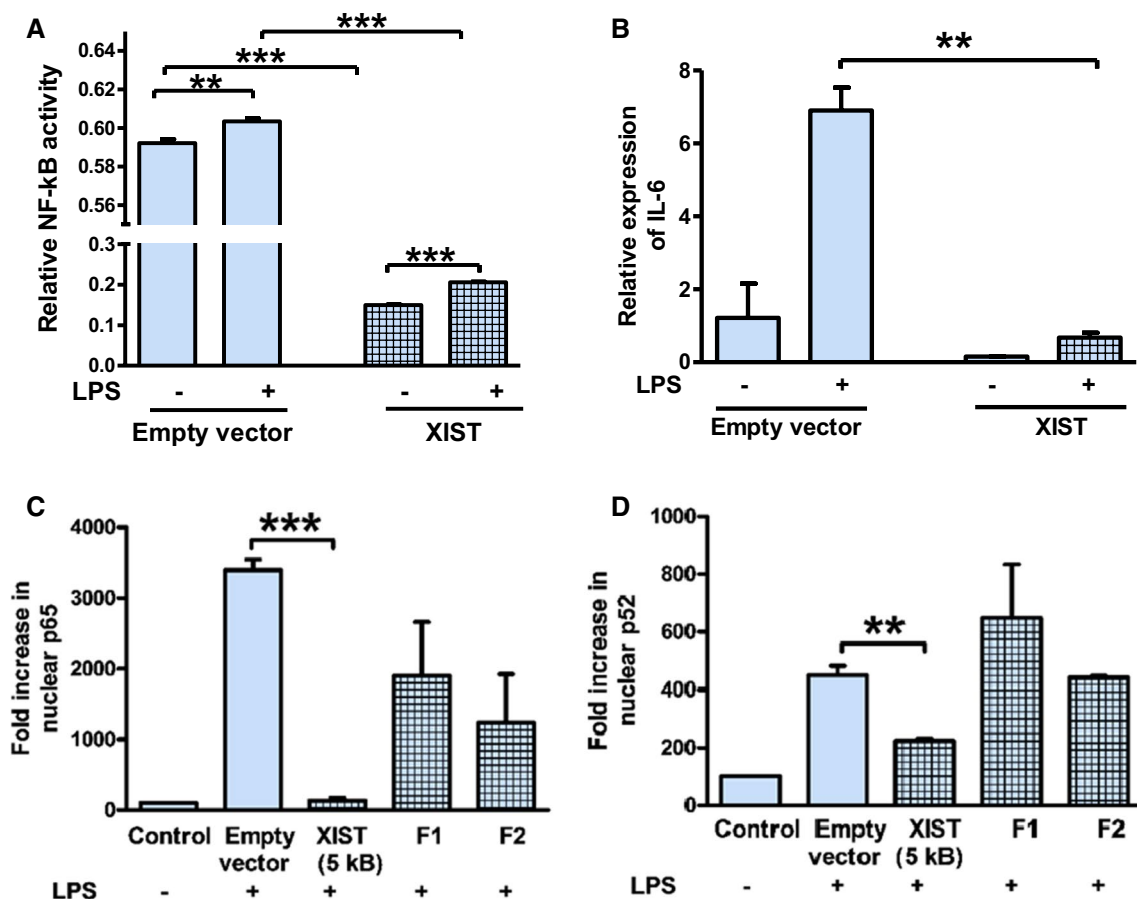 A
Relative NF-kB activity
0.64
0.62
0.60
0.58
0.56
0.3
0.2
0.1
0.0
***
***
**
***
LPS - + - +
Empty vector XIST
B
Relative expression
of IL-6
8
6
4
2
0
**
LPS - + - +
Empty vector XIST
C
Fold increase in
nuclear p65
4000
3000
2000
1000
0
***
Control Empty XIST F1 F2
vector (5 kB)
LPS - + + + +
D
Fold increase in
nuclear p52
1000
800
600
400
200
0
**
Control Empty XIST F1 F2
vector (5 kB)
LPS - + + + +